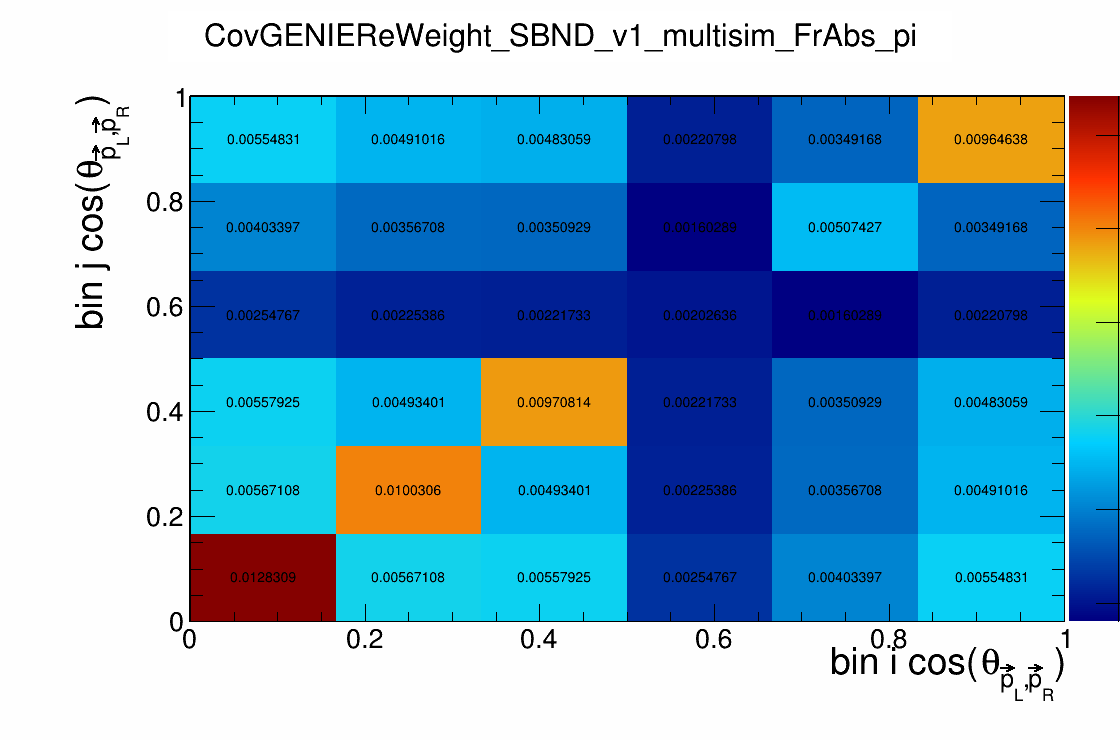 CovGENIEReWeight_SBND_v1_multisim_FrAbs_pi
bin j cos(θ p⃗L,p⃗R)
1
0.8
0.6
0.4
0.2
0
0.00554831 0.00491016 0.00483059 0.00220798 0.00349168 0.00964638
0.00403397 0.00356708 0.00350929 0.00160289 0.00507427 0.00349168
0.00254767 0.00225386 0.00221733 0.00202636 0.00160289 0.00220798
0.00557925 0.00493401 0.00970814 0.00221733 0.00350929 0.00483059
0.00567108 0.0100306 0.00493401 0.00225386 0.00356708 0.00491016
0.0128309 0.00567108 0.00557925 0.00254767 0.00403397 0.00554831
0 0.2 0.4 0.6 0.8 1
bin i cos(θ p⃗L,p⃗R)